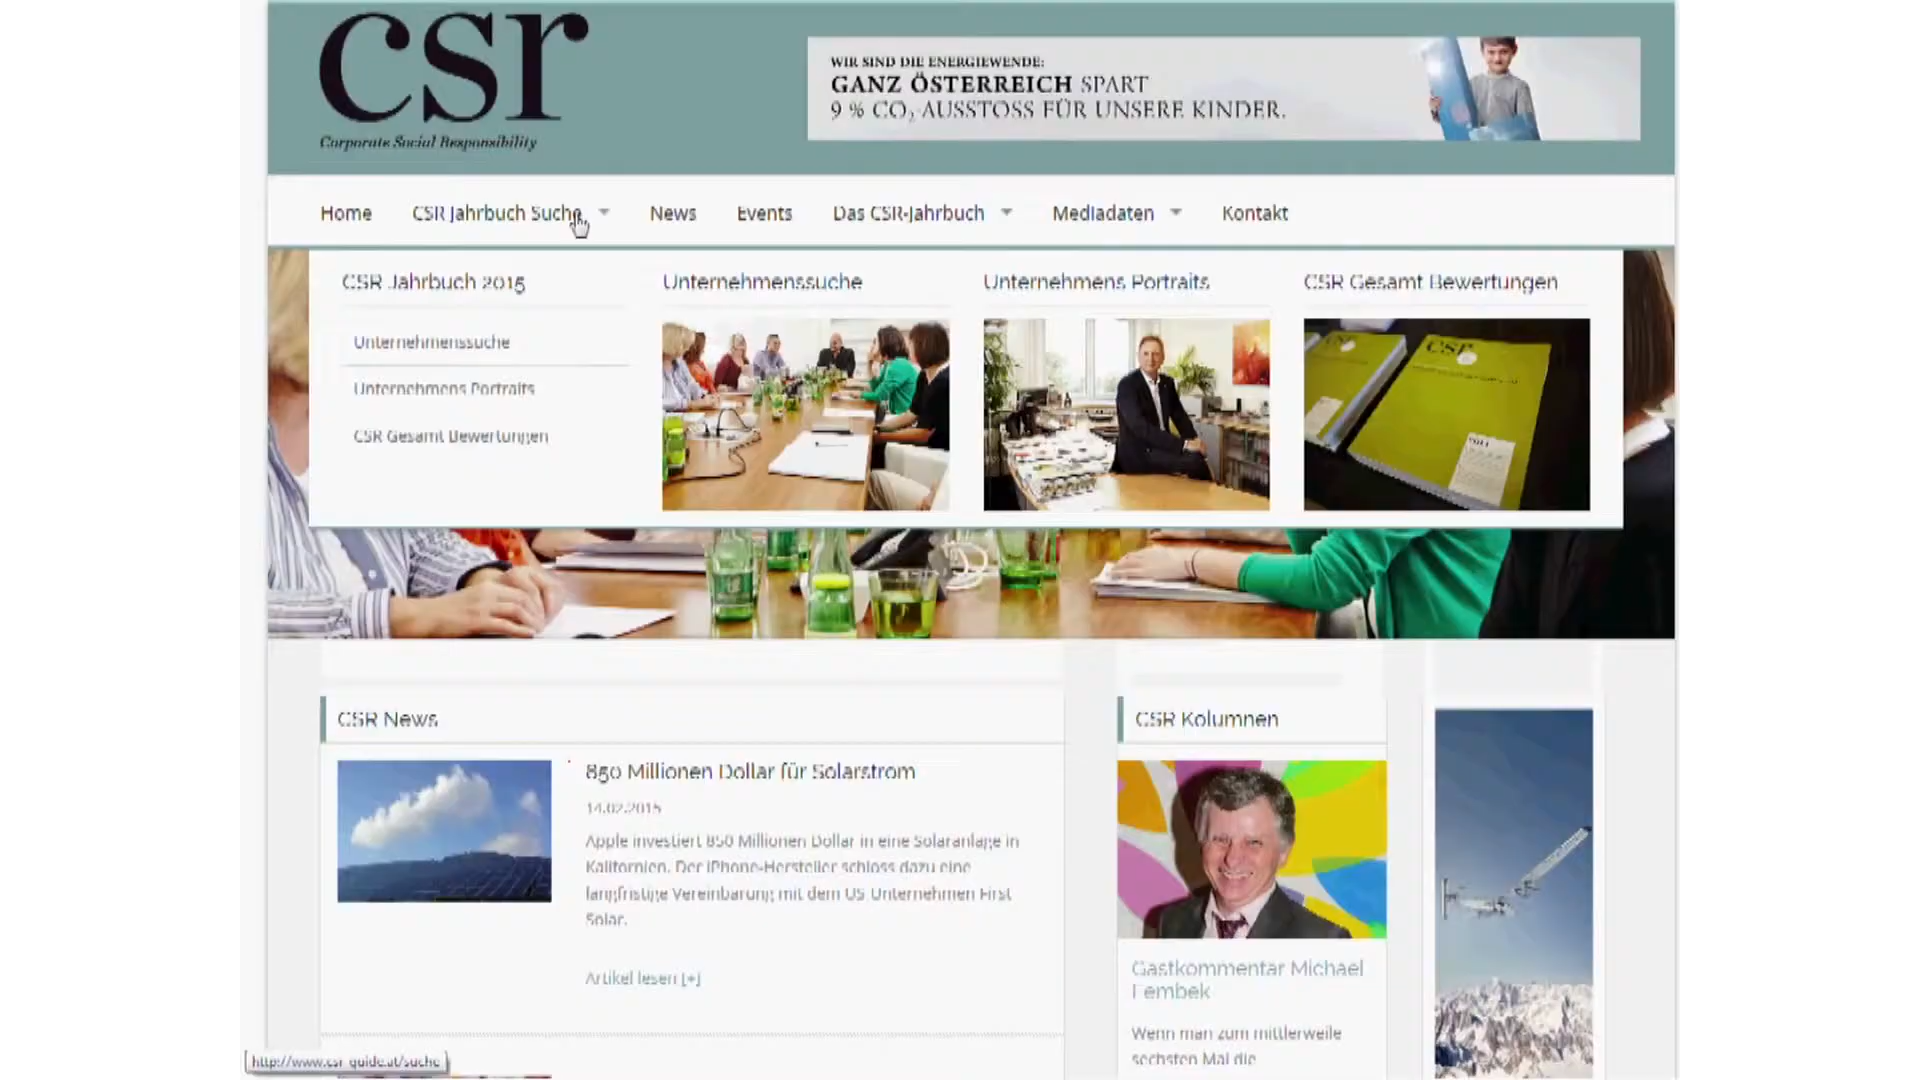 csr
Corporate Social Responsibility
WIR SIND DIE ENERGIEWENDE:
GANZ ÖSTERREICH SPART
9 % CO₂-AUSSTOSS FÜR UNSERE KINDER.
Home CSR Jahrbuch Suche News Events Das CSR-Jahrbuch Mediadaten Kontakt
CSR Jahrbuch 2015
Unternehmenssuche
Unternehmens Portraits
CSR Gesamt Bewertungen
Unternehmenssuche
Unternehmens Portraits
CSR Gesamt Bewertungen
CSR
CSR News
850 Millionen Dollar für Solarstrom
14.02.2015
Apple investiert 850 Millionen Dollar in eine Solaranlage in
Kalifornien. Der iPhone-Hersteller schloss dazu eine
langfristige Vereinbarung mit dem US Unternehmen First
Solar.
Artikel lesen [+]
CSR Kolumnen
Gastkommentar Michael
Fembek
Wenn man zum mittlerweile
sechsten Mal die
http://www.csr-guide.at/suche